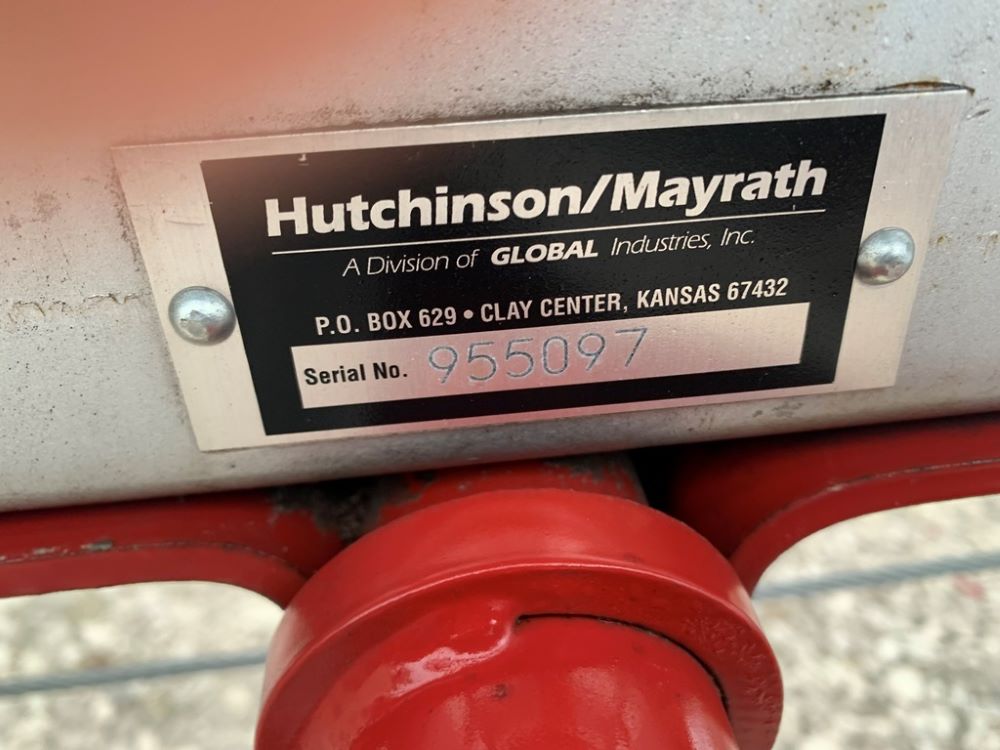 Hutchinson/Mayrath
A Division of GLOBAL Industries, Inc.
P.O. BOX 629 • CLAY CENTER, KANSAS 67432
Serial No. 955097